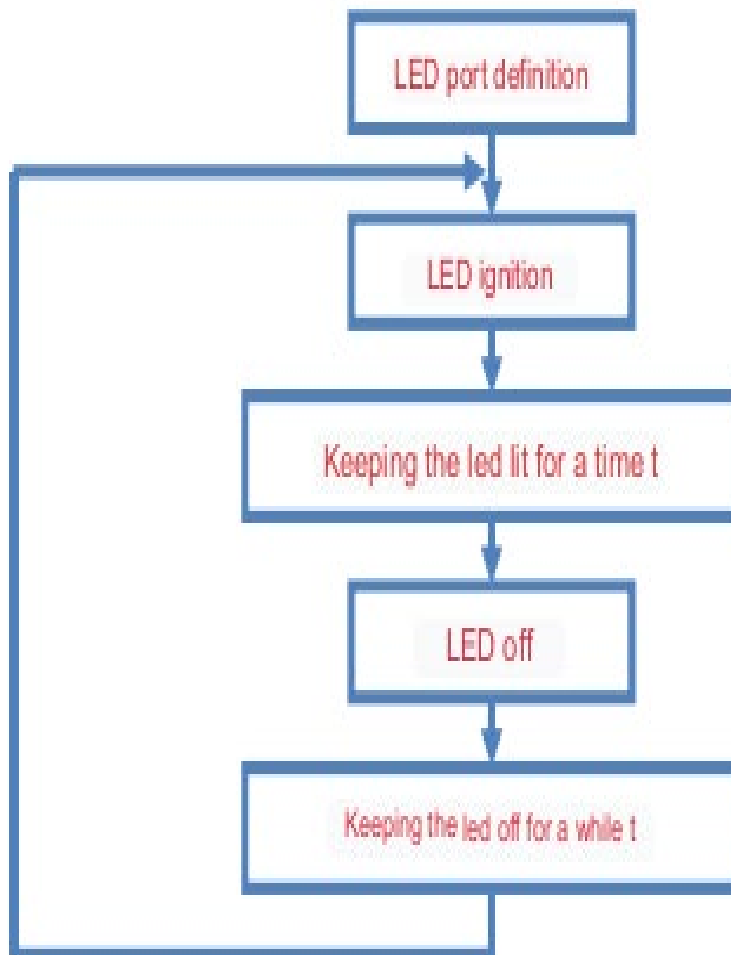 LED port definition
LED ignition
Keeping the led lit for a time t
LED off
Keeping the led off for a while t